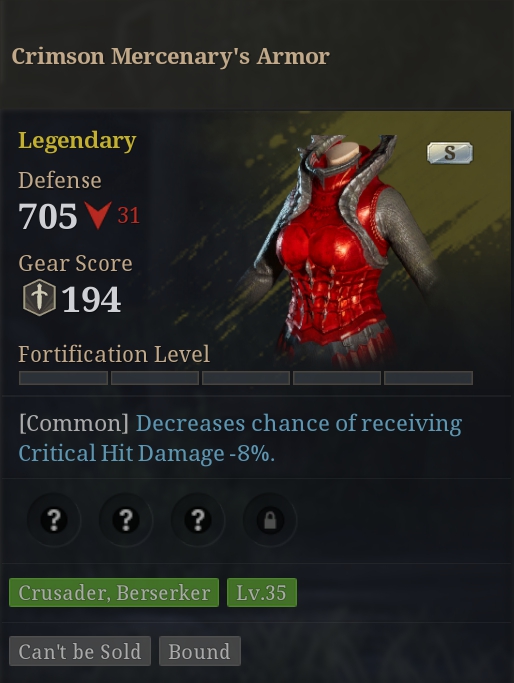 Crimson Mercenary's Armor
Legendary
S
Defense
705 31
Gear Score
194
Fortification Level
[Common] Decreases chance of receiving
Critical Hit Damage -8%.
? ? ?
Crusader, Berserker Lv.35
Can't be Sold Bound